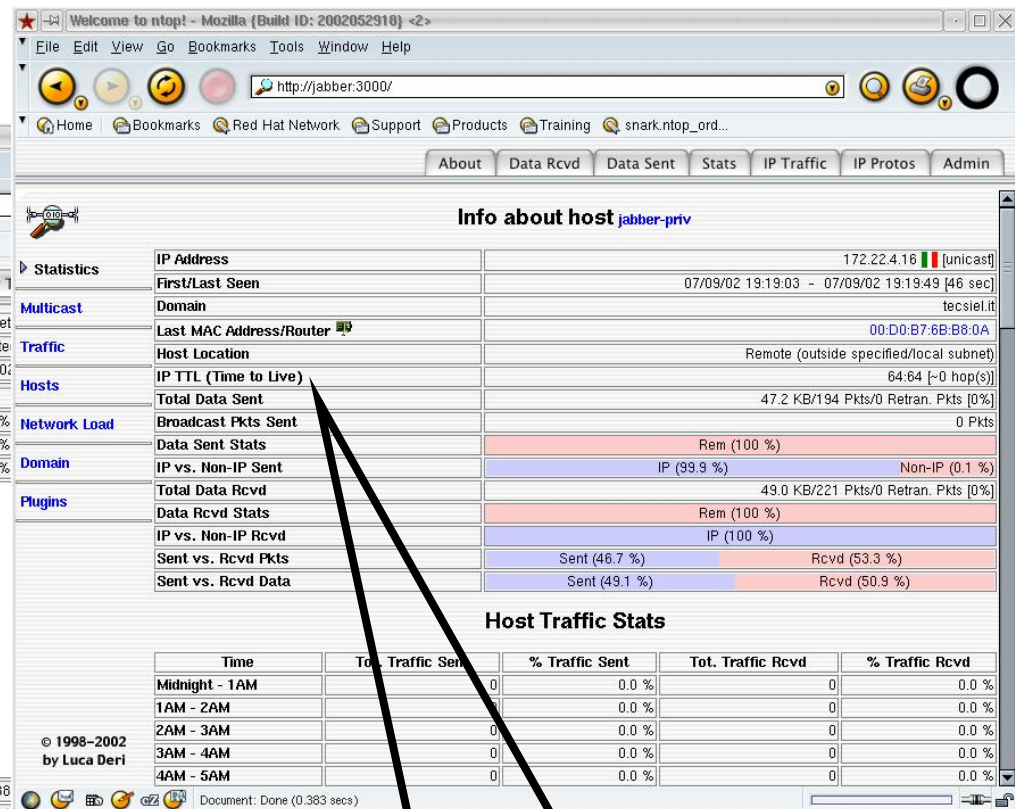 Welcome to ntop! - Mozilla {Build ID: 2002052918} <2>
File Edit View Go Bookmarks Tools Window Help
http://jabber:3000/
Home Bookmarks Red Hat Network Support Products Training snark.ntop_ord...
About Data Rcvd Data Sent Stats IP Traffic IP Protos Admin
Info about host jabber-priv
Statistics
Multicast
Traffic
Hosts
Network Load
Domain
Plugins
© 1998-2002
by Luca Deri
IP Address 172.22.4.16 [unicast]
First/Last Seen 07/09/02 19:19:03 - 07/09/02 19:19:49 [46 sec]
Domain tecsiel.it
Last MAC Address/Router 00:D0:B7:6B:B8:0A
Host Location Remote (outside specified/local subnet)
IP TTL (Time to Live) 64:64 [~0 hop(s)]
Total Data Sent 47.2 KB/194 Pkts/0 Retran. Pkts [0%]
Broadcast Pkts Sent 0 Pkts
Data Sent Stats Rem (100 %)
IP vs. Non-IP Sent IP (99.9 %) Non-IP (0.1 %)
Total Data Rcvd 49.0 KB/221 Pkts/0 Retran. Pkts [0%]
Data Rcvd Stats Rem (100 %)
IP vs. Non-IP Rcvd IP (100 %)
Sent vs. Rcvd Pkts Sent (46.7 %) Rcvd (53.3 %)
Sent vs. Rcvd Data Sent (49.1 %) Rcvd (50.9 %)
Host Traffic Stats
Time Tot. Traffic Sent % Traffic Sent Tot. Traffic Rcvd % Traffic Rcvd
Midnight - 1AM 0 0.0 % 0 0.0 %
1AM - 2AM 0 0.0 % 0 0.0 %
2AM - 3AM 0 0.0 % 0 0.0 %
3AM - 4AM 0 0.0 % 0 0.0 %
4AM - 5AM 0 0.0 % 0 0.0 %
Document: Done (0.383 secs)